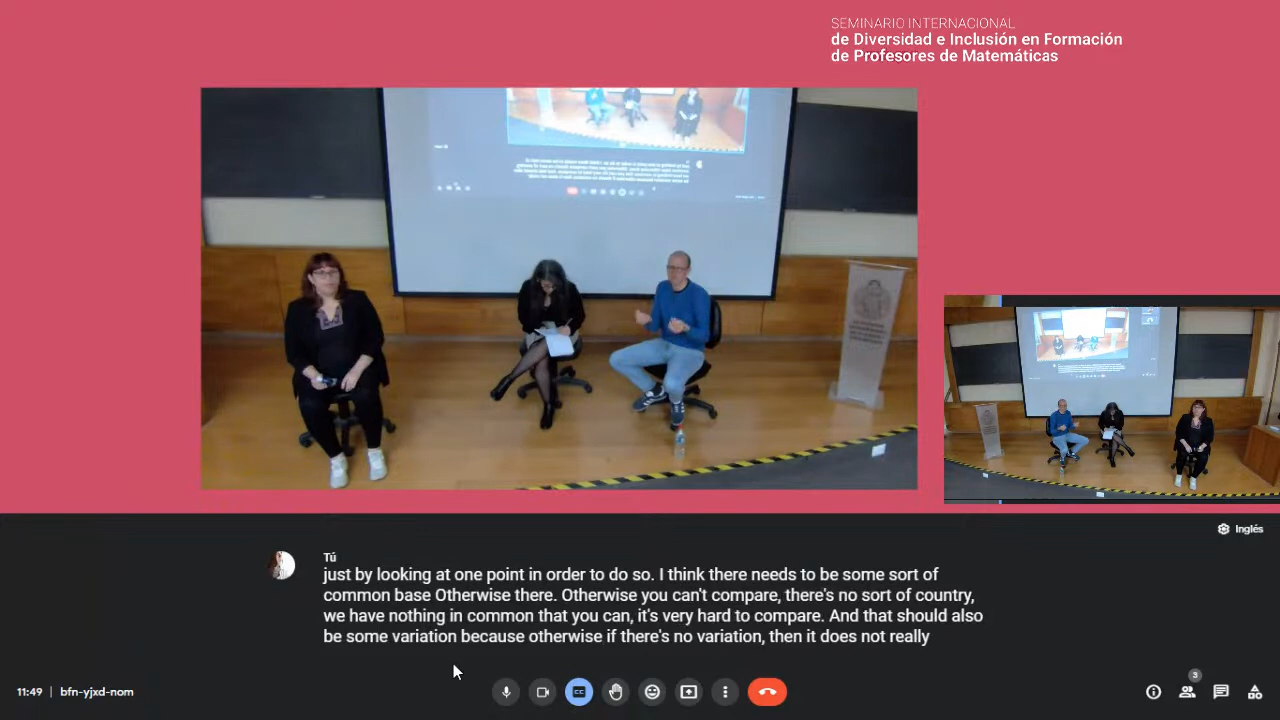 SEMINARIO INTERNACIONAL
de Diversidad e Inclusión en Formación
de Profesores de Matemáticas
Inglés
Tú
just by looking at one point in order to do so. I think there needs to be some sort of
common base Otherwise there. Otherwise you can't compare, there's no sort of country,
we have nothing in common that you can, it's very hard to compare. And that should also
be some variation because otherwise if there's no variation, then it does not really
11:49 | bfn-yjxd-nom
CC
3